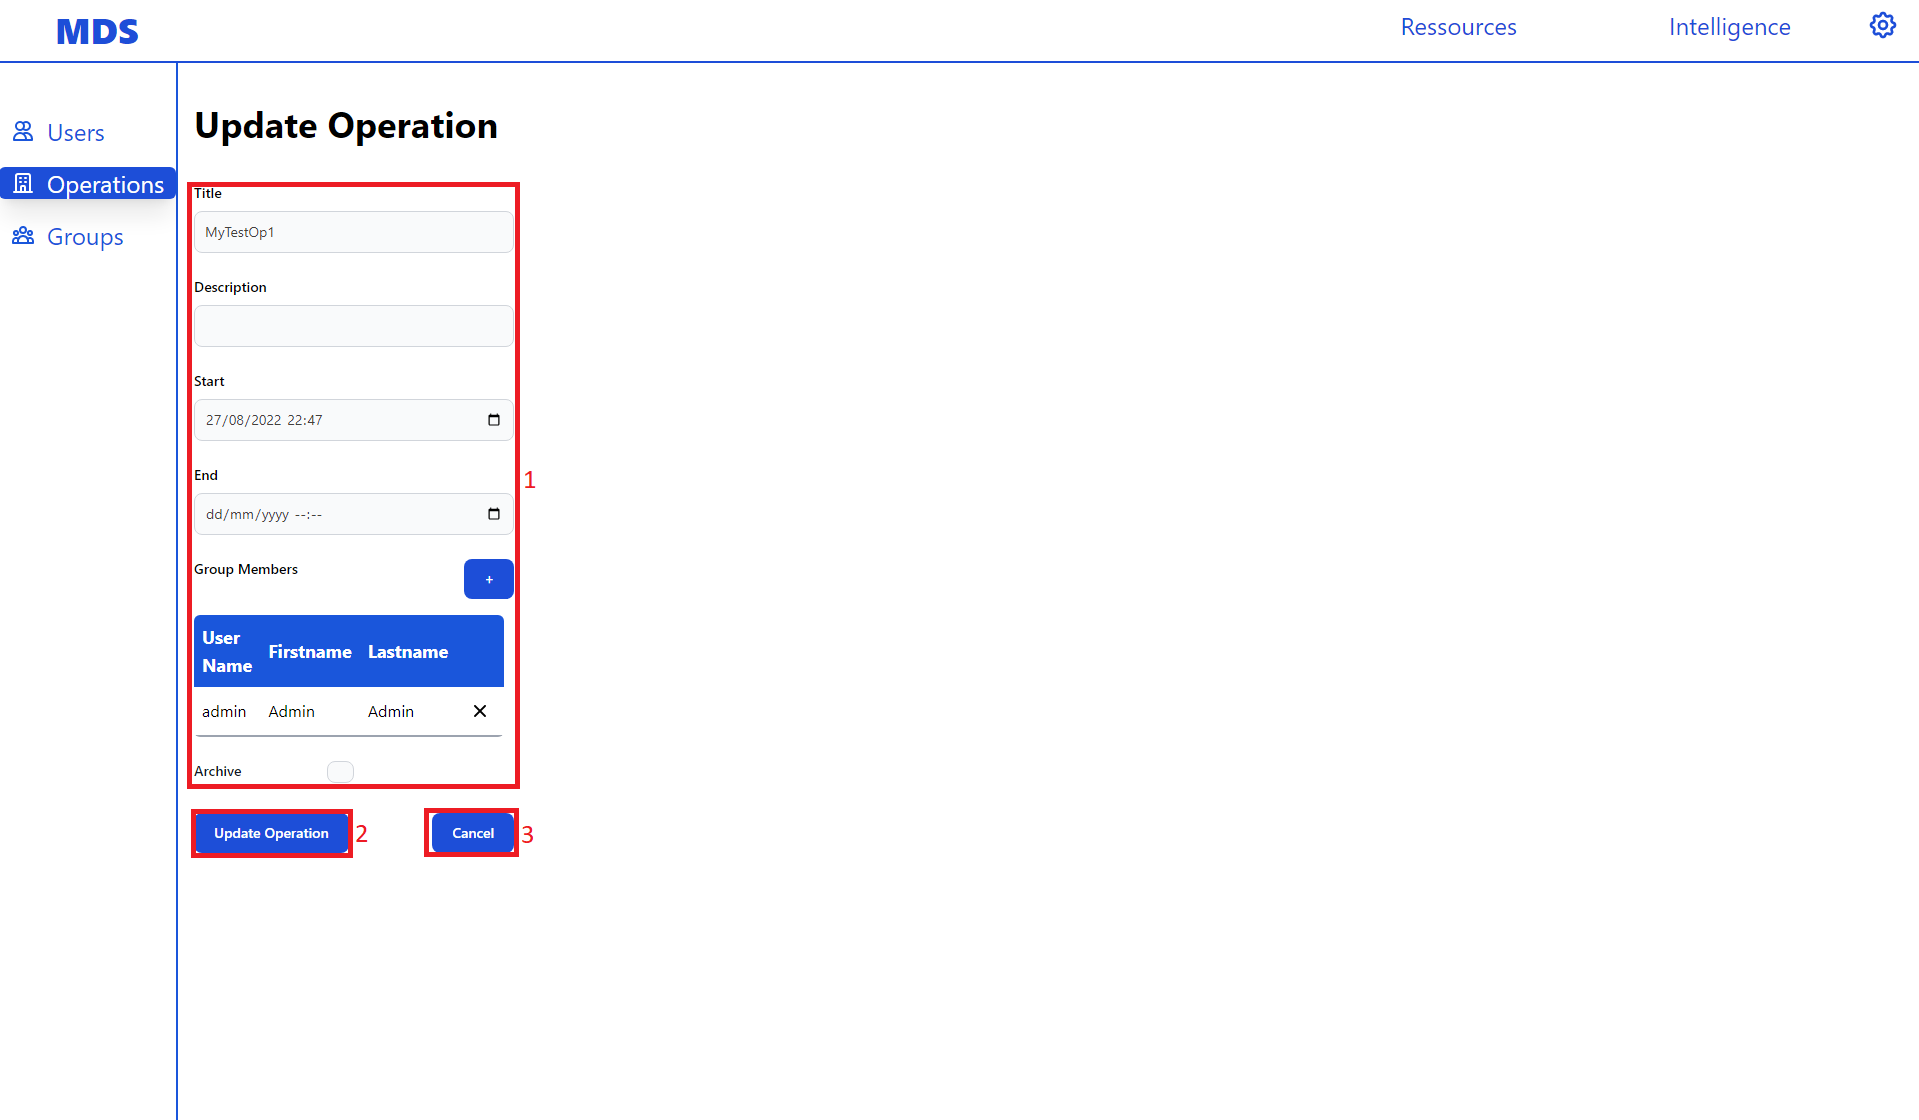 MDS
Ressources
Intelligence
Users
Operations
Groups
Update Operation
Title
MyTestOp1
Description
Start
27/08/2022 22:47
End
dd/mm/yyyy --:--
1
Group Members
+
User Name
Firstname
Lastname
admin
Admin
Admin
Archive
Update Operation
2
Cancel
3